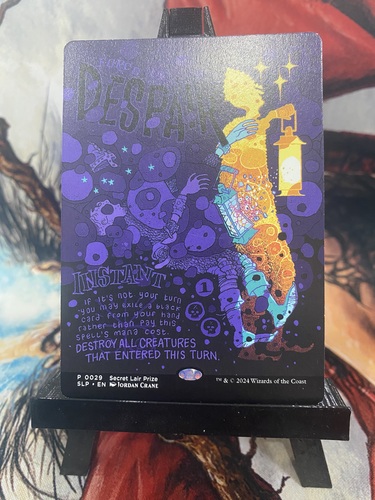 DESPAIR
INSTANT
1
IF IT'S NOT YOUR TURN
YOU MAY EXILE A BLACK
CARD FROM YOUR HAND
RATHER THAN PAY THIS
SPELL'S MANA COST.
DESTROY ALL CREATURES
THAT ENTERED THIS TURN.
P 0029 Secret Lair Prize
SLP • EN JORDAN CRANE
™ & © 2024 Wizards of the Coast